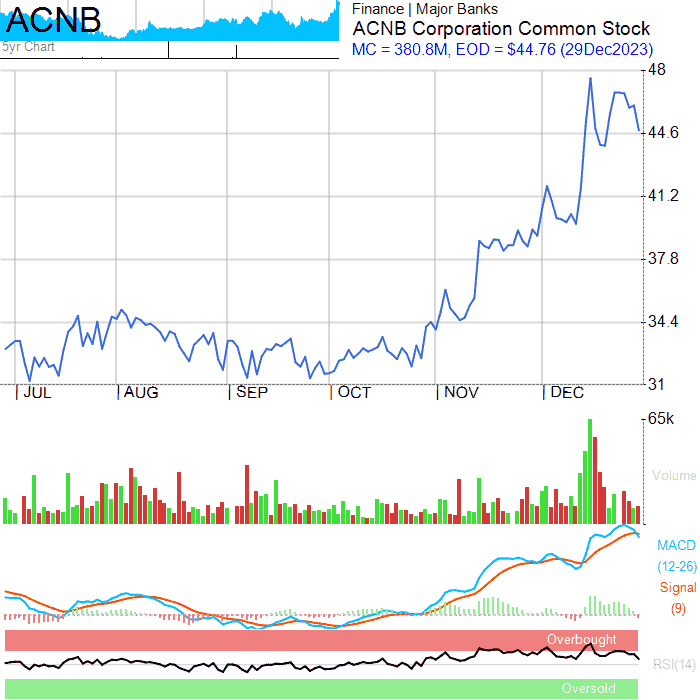 ACNB
5yr Chart
Finance | Major Banks
ACNB Corporation Common Stock
MC = 380.8M, EOD = $44.76 (29Dec2023)
48
44.6
41.2
37.8
34.4
31
JUL AUG SEP OCT NOV DEC
65k
Volume
MACD
(12-26)
Signal
(9)
Overbought
RSI(14)
Oversold